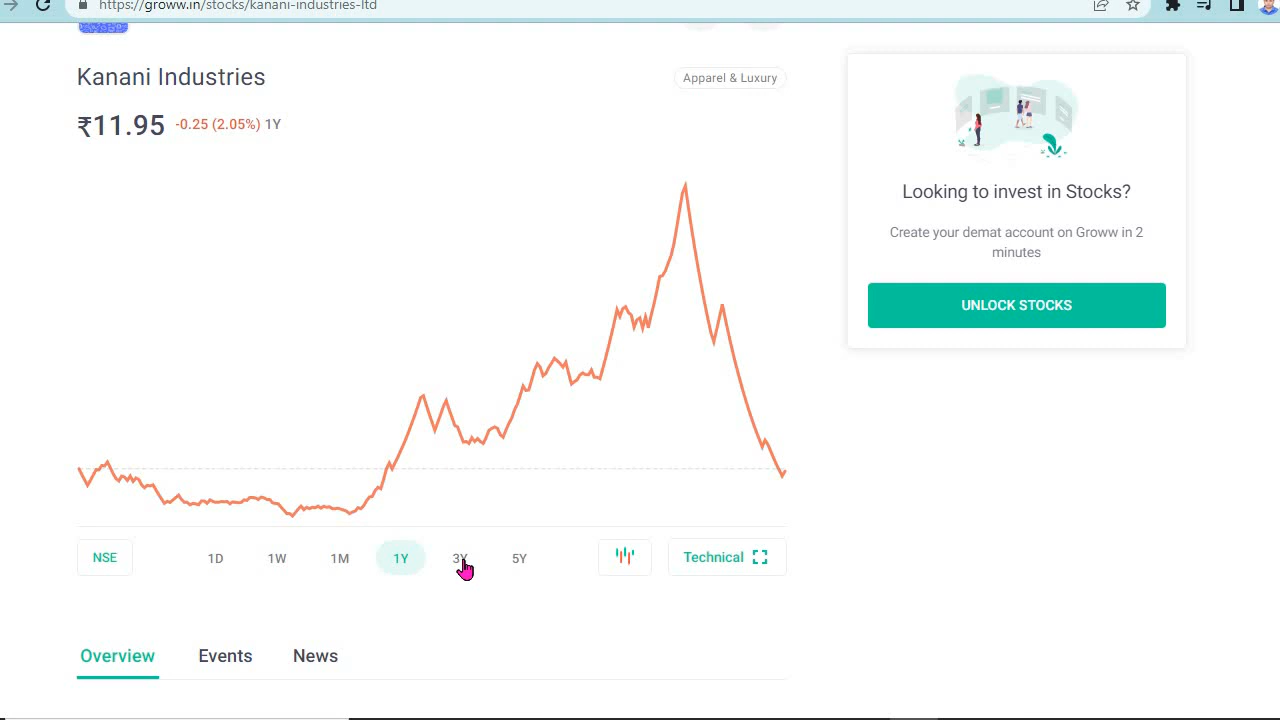 https://groww.in/stocks/kanani-industries-ltd
Kanani Industries
Apparel & Luxury
₹11.95 -0.25 (2.05%) 1Y
Looking to invest in Stocks?
Create your demat account on Groww in 2
minutes
UNLOCK STOCKS
NSE 1D 1W 1M 1Y 3Y 5Y Technical
Overview Events News